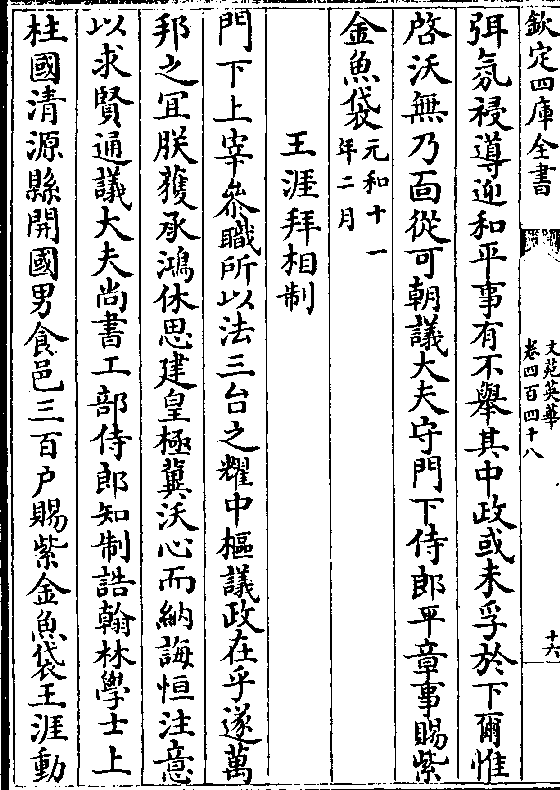 欽定四庫全書
文苑英華
卷四百四十八
十六
弭氛祲導迎和平事有不舉其中政或未孚於下爾惟
啓沃無乃面從可朝議大夫守門下侍郎平章事賜紫
金魚袋元和十一
年二月
王涯拜相制
門下上宰叅職所以法三台之耀中樞議政在乎遂萬
邦之宜朕獲承鴻休思建皇極冀沃心而納誨恒注意
以求賢通議大夫尚書工部侍郎知制誥翰林學士上
柱國清源縣開國男食邑三百户賜紫金魚袋王涯動